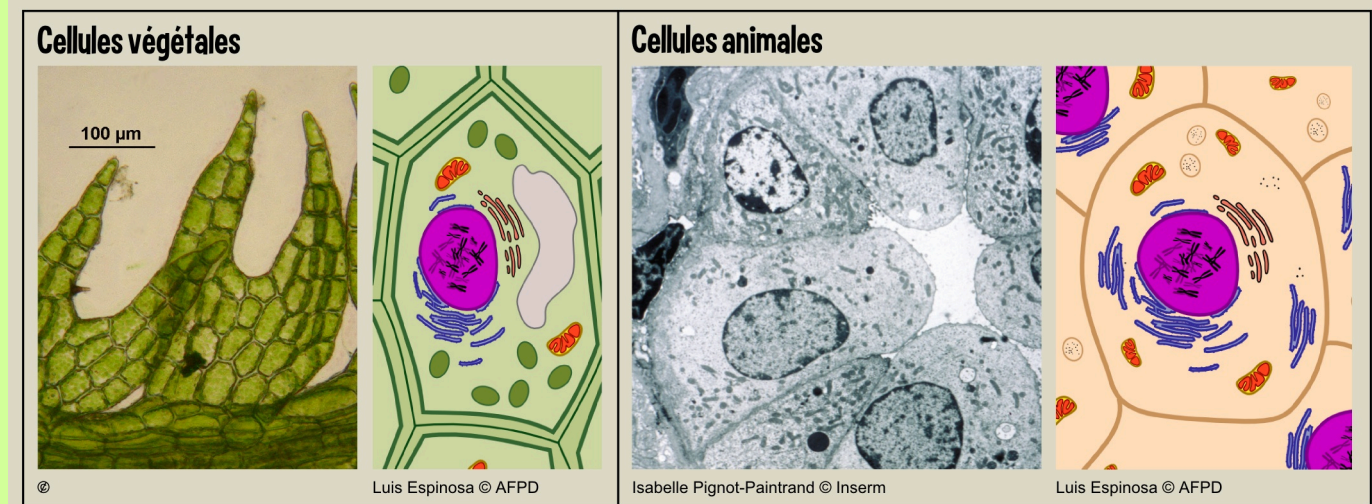 Cellules végétales
Cellules animales
100 µm
Luis Espinosa © AFPD
Isabelle Pignot-Paintrand © Inserm
Luis Espinosa © AFPD